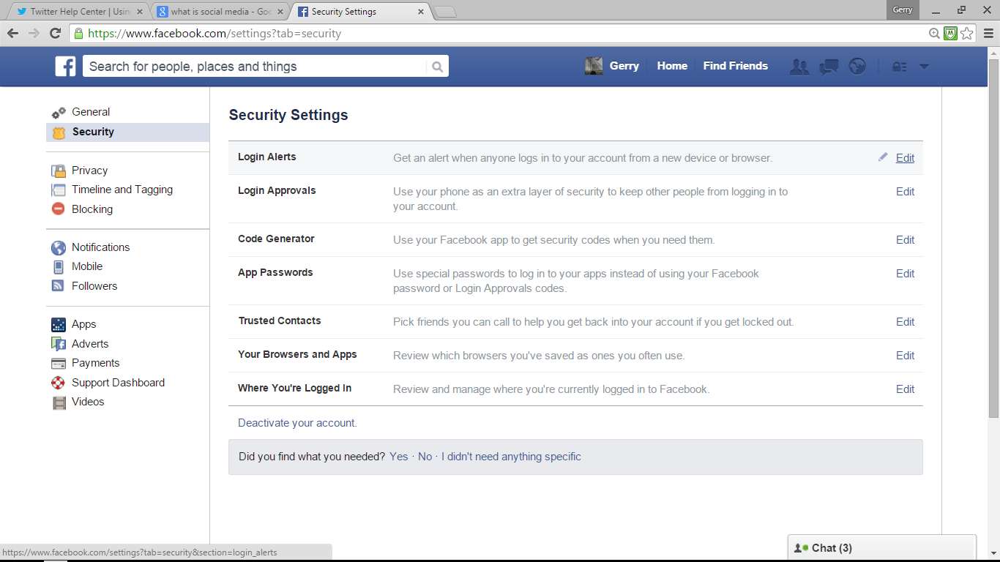 Twitter Help Center | Usin
what is social media - Goo
Security Settings
Gerry
https://www.facebook.com/settings?tab=security
Search for people, places and things
Gerry
Home
Find Friends
General
Security
Privacy
Timeline and Tagging
Blocking
Notifications
Mobile
Followers
Apps
Adverts
Payments
Support Dashboard
Videos
Security Settings
Login Alerts
Get an alert when anyone logs in to your account from a new device or browser.
Edit
Login Approvals
Use your phone as an extra layer of security to keep other people from logging in to
your account.
Edit
Code Generator
Use your Facebook app to get security codes when you need them.
Edit
App Passwords
Use special passwords to log in to your apps instead of using your Facebook
password or Login Approvals codes.
Edit
Trusted Contacts
Pick friends you can call to help you get back into your account if you get locked out.
Edit
Your Browsers and Apps
Review which browsers you've saved as ones you often use.
Edit
Where You're Logged In
Review and manage where you're currently logged in to Facebook.
Edit
Deactivate your account.
Did you find what you needed? Yes · No · I didn't need anything specific
https://www.facebook.com/settings?tab=security&section=login_alerts
Chat (3)